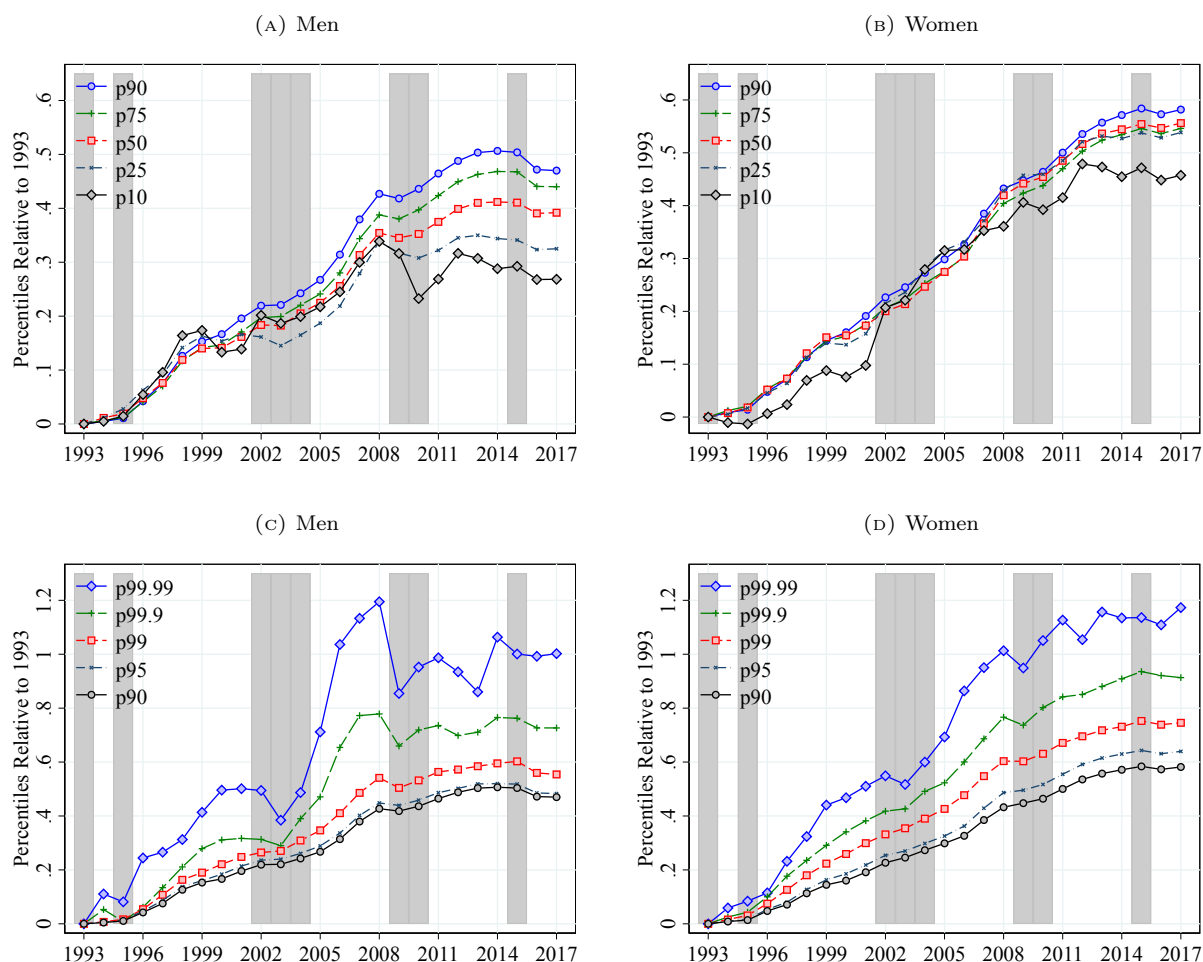 (A) Men
Percentiles Relative to 1993
0 .1 .2 .3 .4 .5 .6
p90
p75
p50
p25
p10
1993 1996 1999 2002 2005 2008 2011 2014 2017
(B) Women
Percentiles Relative to 1993
0 .1 .2 .3 .4 .5 .6
p90
p75
p50
p25
p10
1993 1996 1999 2002 2005 2008 2011 2014 2017
(C) Men
Percentiles Relative to 1993
0 .2 .4 .6 .8 1 1.2
p99.99
p99.9
p99
p95
p90
1993 1996 1999 2002 2005 2008 2011 2014 2017
(D) Women
Percentiles Relative to 1993
0 .2 .4 .6 .8 1 1.2
p99.99
p99.9
p99
p95
p90
1993 1996 1999 2002 2005 2008 2011 2014 2017